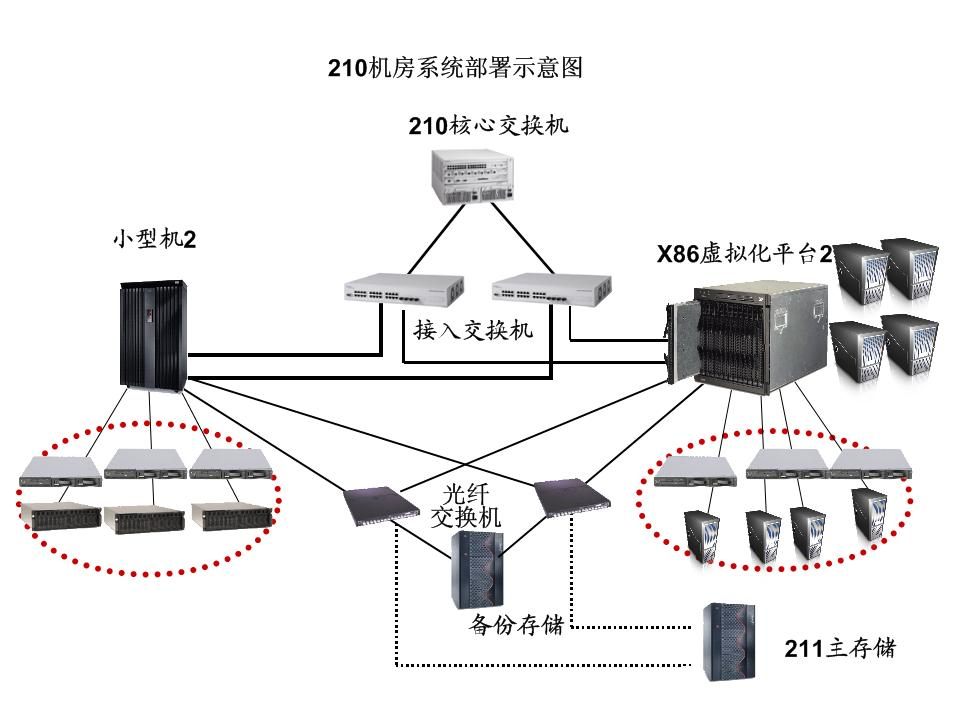 210机房系统部署示意图
210核心交换机
小型机2
X86虚拟化平台2
接入交换机
光纤
交换机
备份存储
211主存储